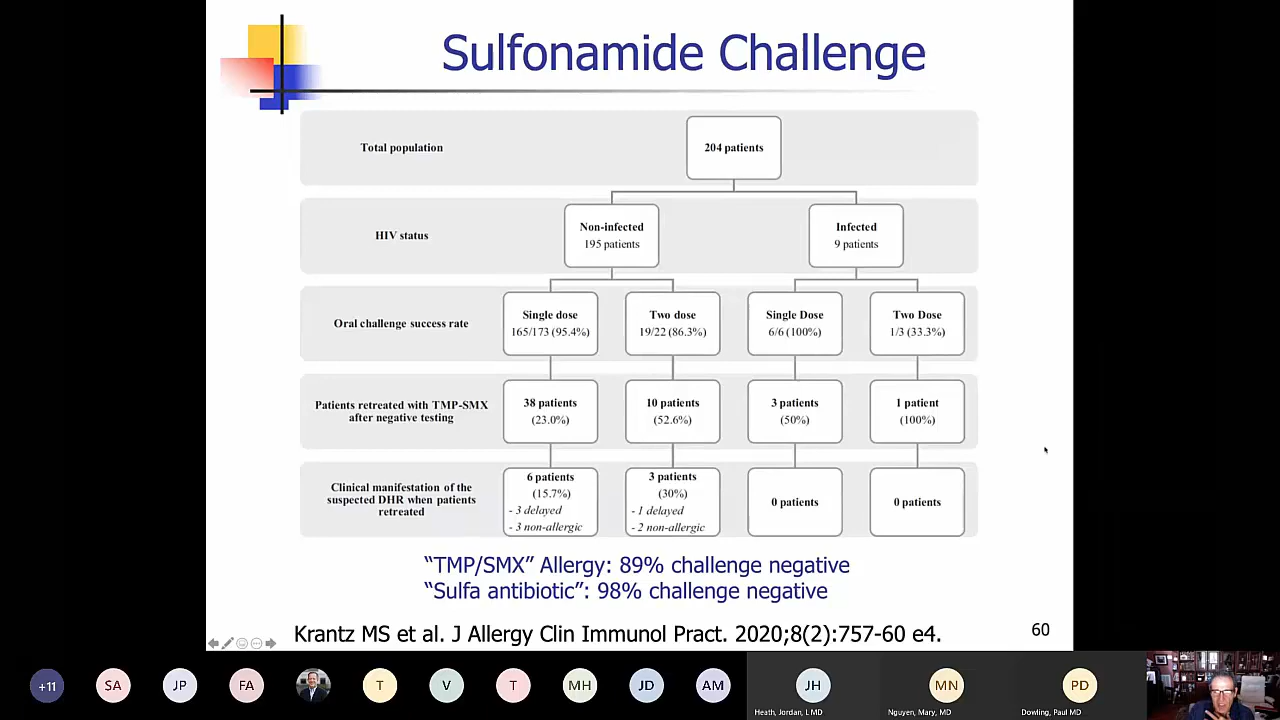 Sulfonamide Challenge
Total population
204 patients
HIV status
Non-infected
195 patients
Infected
9 patients
Oral challenge success rate
Single dose
165/173 (95.4%)
Two dose
19/22 (86.3%)
Single Dose
6/6 (100%)
Two Dose
1/3 (33.3%)
Patients retreated with TMP-SMX
after negative testing
38 patients
(23.0%)
10 patients
(52.6%)
3 patients
(50%)
1 patient
(100%)
Clinical manifestation of the
suspected DHR when patients
retreated
6 patients
(15.7%)
- 3 delayed
- 3 non-allergic
3 patients
(30%)
- 1 delayed
- 2 non-allergic
0 patients
0 patients
“TMP/SMX” Allergy: 89% challenge negative
“Sulfa antibiotic”: 98% challenge negative
Krantz MS et al. J Allergy Clin Immunol Pract. 2020;8(2):757-60 e4.
60
+11
SA
JP
FA
T
V
T
MH
JD
AM
JH
MN
PD
Heath, Jordan, L MD
Nguyen, Mary, MD
Dowling, Paul MD